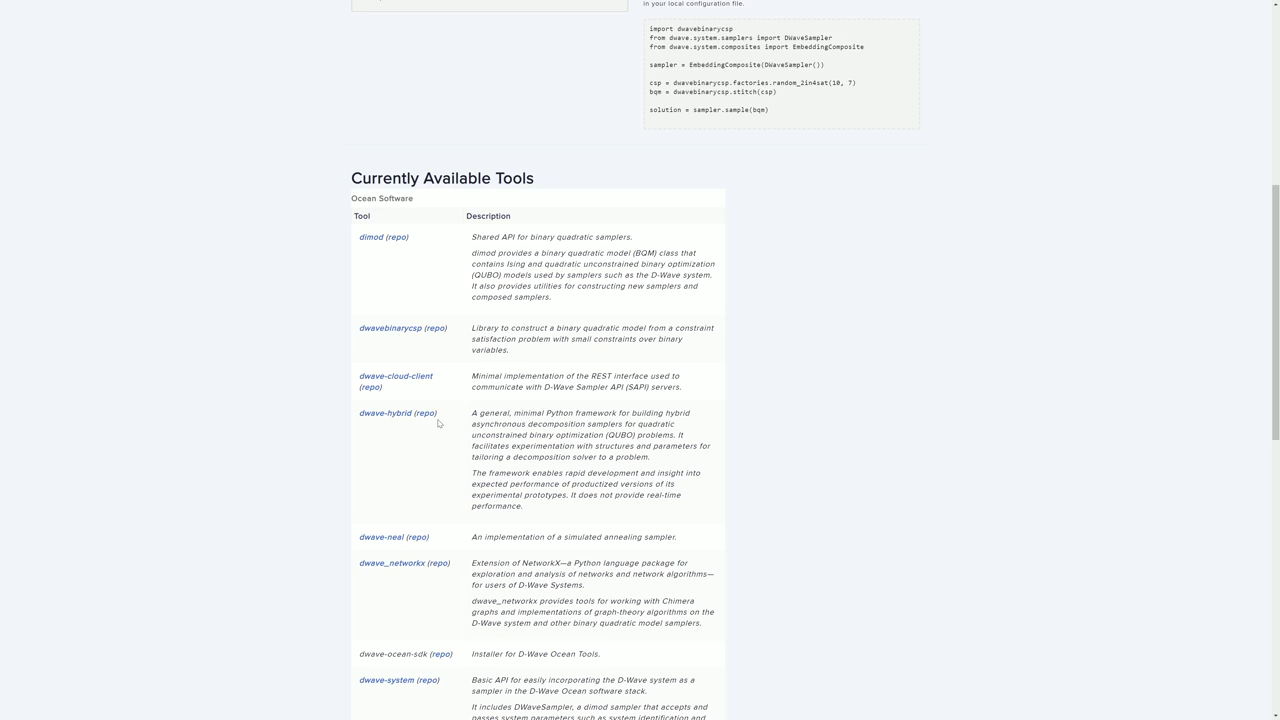 in your local configuration file.
import dwavebinarycsp
from dwave.system.samplers import DWaveSampler
from dwave.system.composites import EmbeddingComposite
sampler = EmbeddingComposite(DWaveSampler())
csp = dwavebinarycsp.factories.random_2in4sat(10, 7)
bqm = dwavebinarycsp.stitch(csp)
solution = sampler.sample(bqm)
Currently Available Tools
Ocean Software
Tool Description
dimod (repo) Shared API for binary quadratic samplers.
dimod provides a binary quadratic model (BQM) class that
contains Ising and quadratic unconstrained binary optimization
(QUBO) models used by samplers such as the D-Wave system.
It also provides utilities for constructing new samplers and
composed samplers.
dwavebinarycsp (repo) Library to construct a binary quadratic model from a constraint
satisfaction problem with small constraints over binary
variables.
dwave-cloud-client Minimal implementation of the REST interface used to
(repo) communicate with D-Wave Sampler API (SAPI) servers.
dwave-hybrid (repo) A general, minimal Python framework for building hybrid
asynchronous decomposition samplers for quadratic
unconstrained binary optimization (QUBO) problems. It
facilitates experimentation with structures and parameters for
tailoring a decomposition solver to a problem.
The framework enables rapid development and insight into
expected performance of productized versions of its
experimental prototypes. It does not provide real-time
performance.
dwave-neal (repo) An implementation of a simulated annealing sampler.
dwave_networkx (repo) Extension of NetworkX—a Python language package for
exploration and analysis of networks and network algorithms—
for users of D-Wave Systems.
dwave_networkx provides tools for working with Chimera
graphs and implementations of graph-theory algorithms on the
D-Wave system and other binary quadratic model samplers.
dwave-ocean-sdk (repo) Installer for D-Wave Ocean Tools.
dwave-system (repo) Basic API for easily incorporating the D-Wave system as a
sampler in the D-Wave Ocean software stack.
It includes DWaveSampler, a dimod sampler that accepts and
passes system parameters such as system identification and